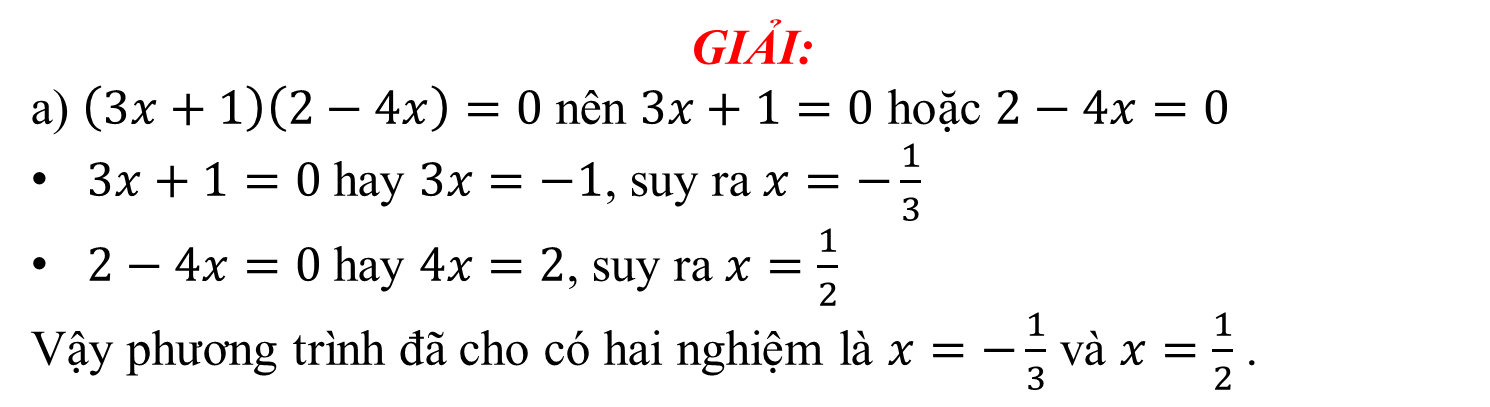 GIẢI:
a) (3x + 1)(2 − 4x) = 0 nên 3x + 1 = 0 hoặc 2 − 4x = 0
• 3x + 1 = 0 hay 3x = −1, suy ra x = −1/3
• 2 − 4x = 0 hay 4x = 2, suy ra x = 1/2
Vậy phương trình đã cho có hai nghiệm là x = −1/3 và x = 1/2 .